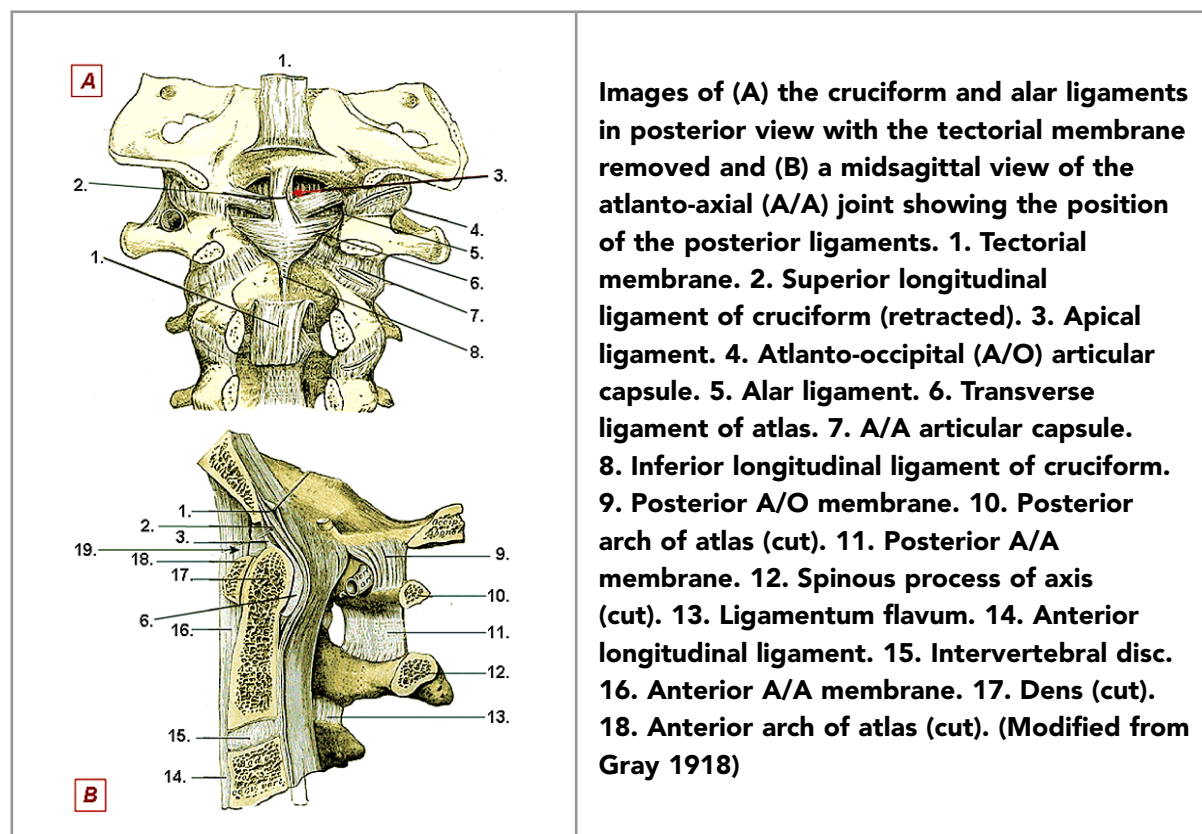 A
1.
2.
3.
4.
1.
5.
6.
7.
8.
1.
2.
3.
19.
18.
17.
9.
10.
6.
16.
11.
12.
13.
15.
14.
B
Occip.
Images of (A) the cruciform and alar ligaments
in posterior view with the tectorial membrane
removed and (B) a midsagittal view of the
atlanto-axial (A/A) joint showing the position
of the posterior ligaments. 1. Tectorial
membrane. 2. Superior longitudinal
ligament of cruciform (retracted). 3. Apical
ligament. 4. Atlanto-occipital (A/O) articular
capsule. 5. Alar ligament. 6. Transverse
ligament of atlas. 7. A/A articular capsule.
8. Inferior longitudinal ligament of cruciform.
9. Posterior A/O membrane. 10. Posterior
arch of atlas (cut). 11. Posterior A/A
membrane. 12. Spinous process of axis
(cut). 13. Ligamentum flavum. 14. Anterior
longitudinal ligament. 15. Intervertebral disc.
16. Anterior A/A membrane. 17. Dens (cut).
18. Anterior arch of atlas (cut). (Modified from
Gray 1918)